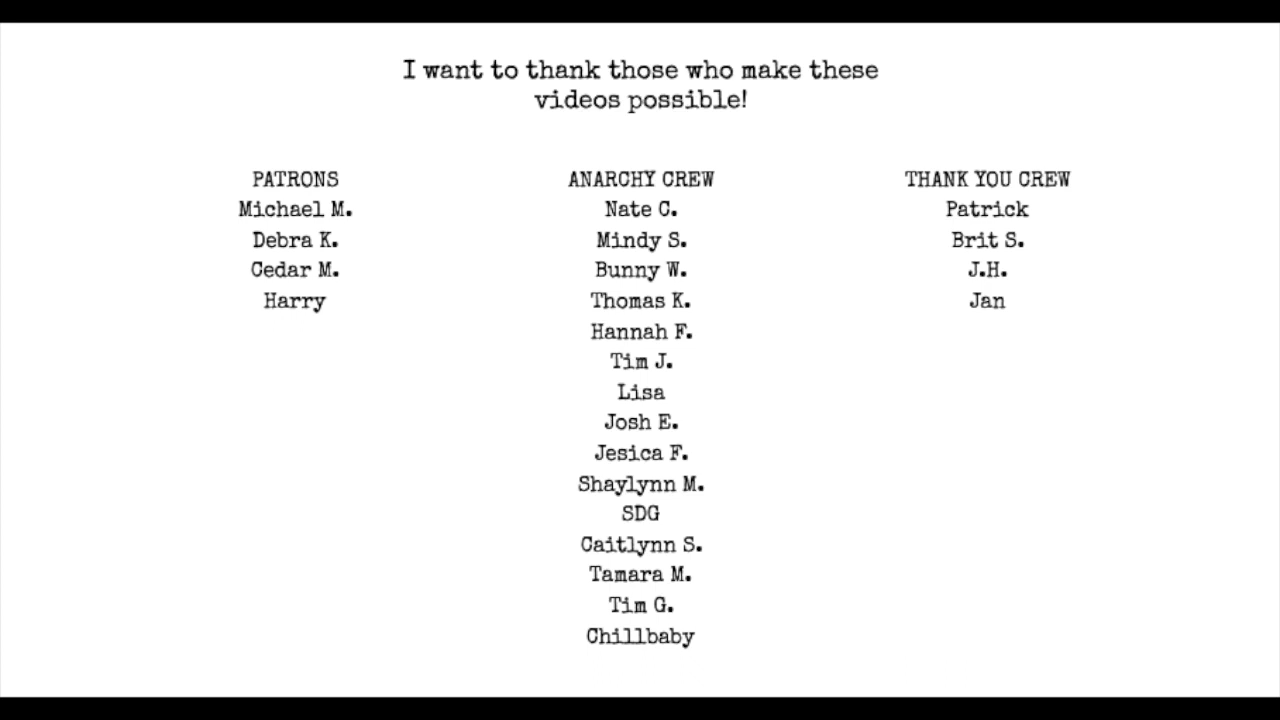 I want to thank those who make these
videos possible!
PATRONS
Michael M.
Debra K.
Cedar M.
Harry
ANARCHY CREW
Nate C.
Mindy S.
Bunny W.
Thomas K.
Hannah F.
Tim J.
Lisa
Josh E.
Jesica F.
Shaylynn M.
SDG
Caitlynn S.
Tamara M.
Tim G.
Chillbaby
THANK YOU CREW
Patrick
Brit S.
J.H.
Jan